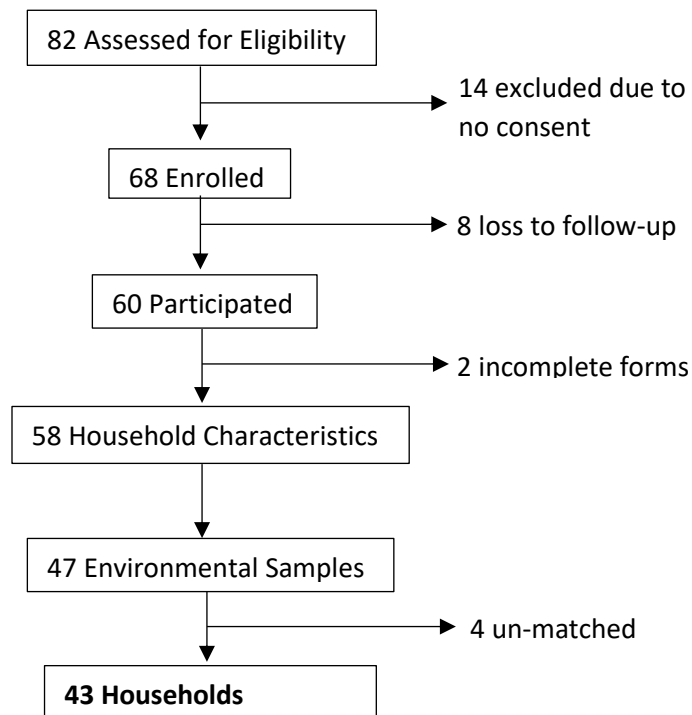 82 Assessed for Eligibility
14 excluded due to
no consent
68 Enrolled
8 loss to follow-up
60 Participated
2 incomplete forms
58 Household Characteristics
47 Environmental Samples
4 un-matched
43 Households